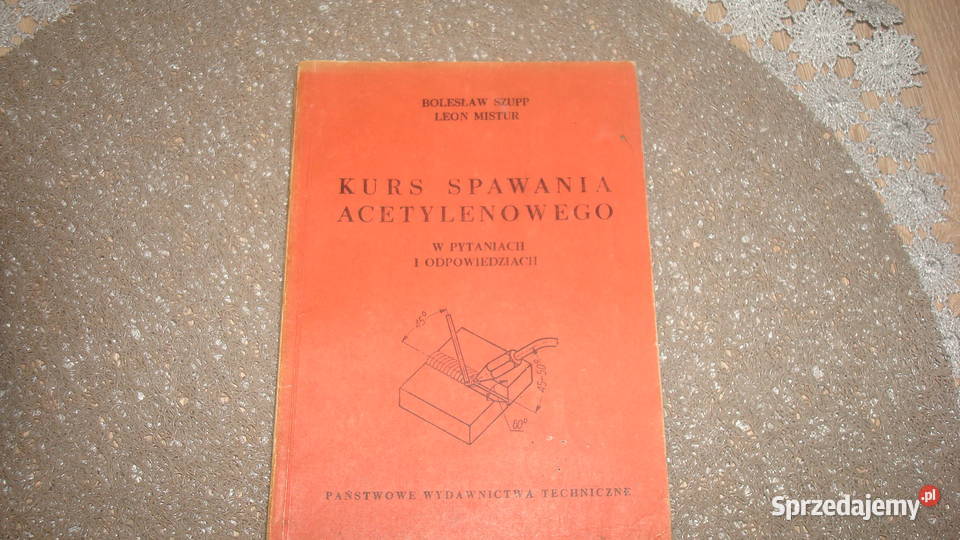 BOLESŁAW SZUPP
LEON MISTUR
KURS SPAWANIA
ACETYLENOWEGO
W PYTANIACH
I ODPOWIEDZIACH
45°
45-50°
60°
PAŃSTWOWE WYDAWNICTWA TECHNICZNE
Sprzedajemy.pl